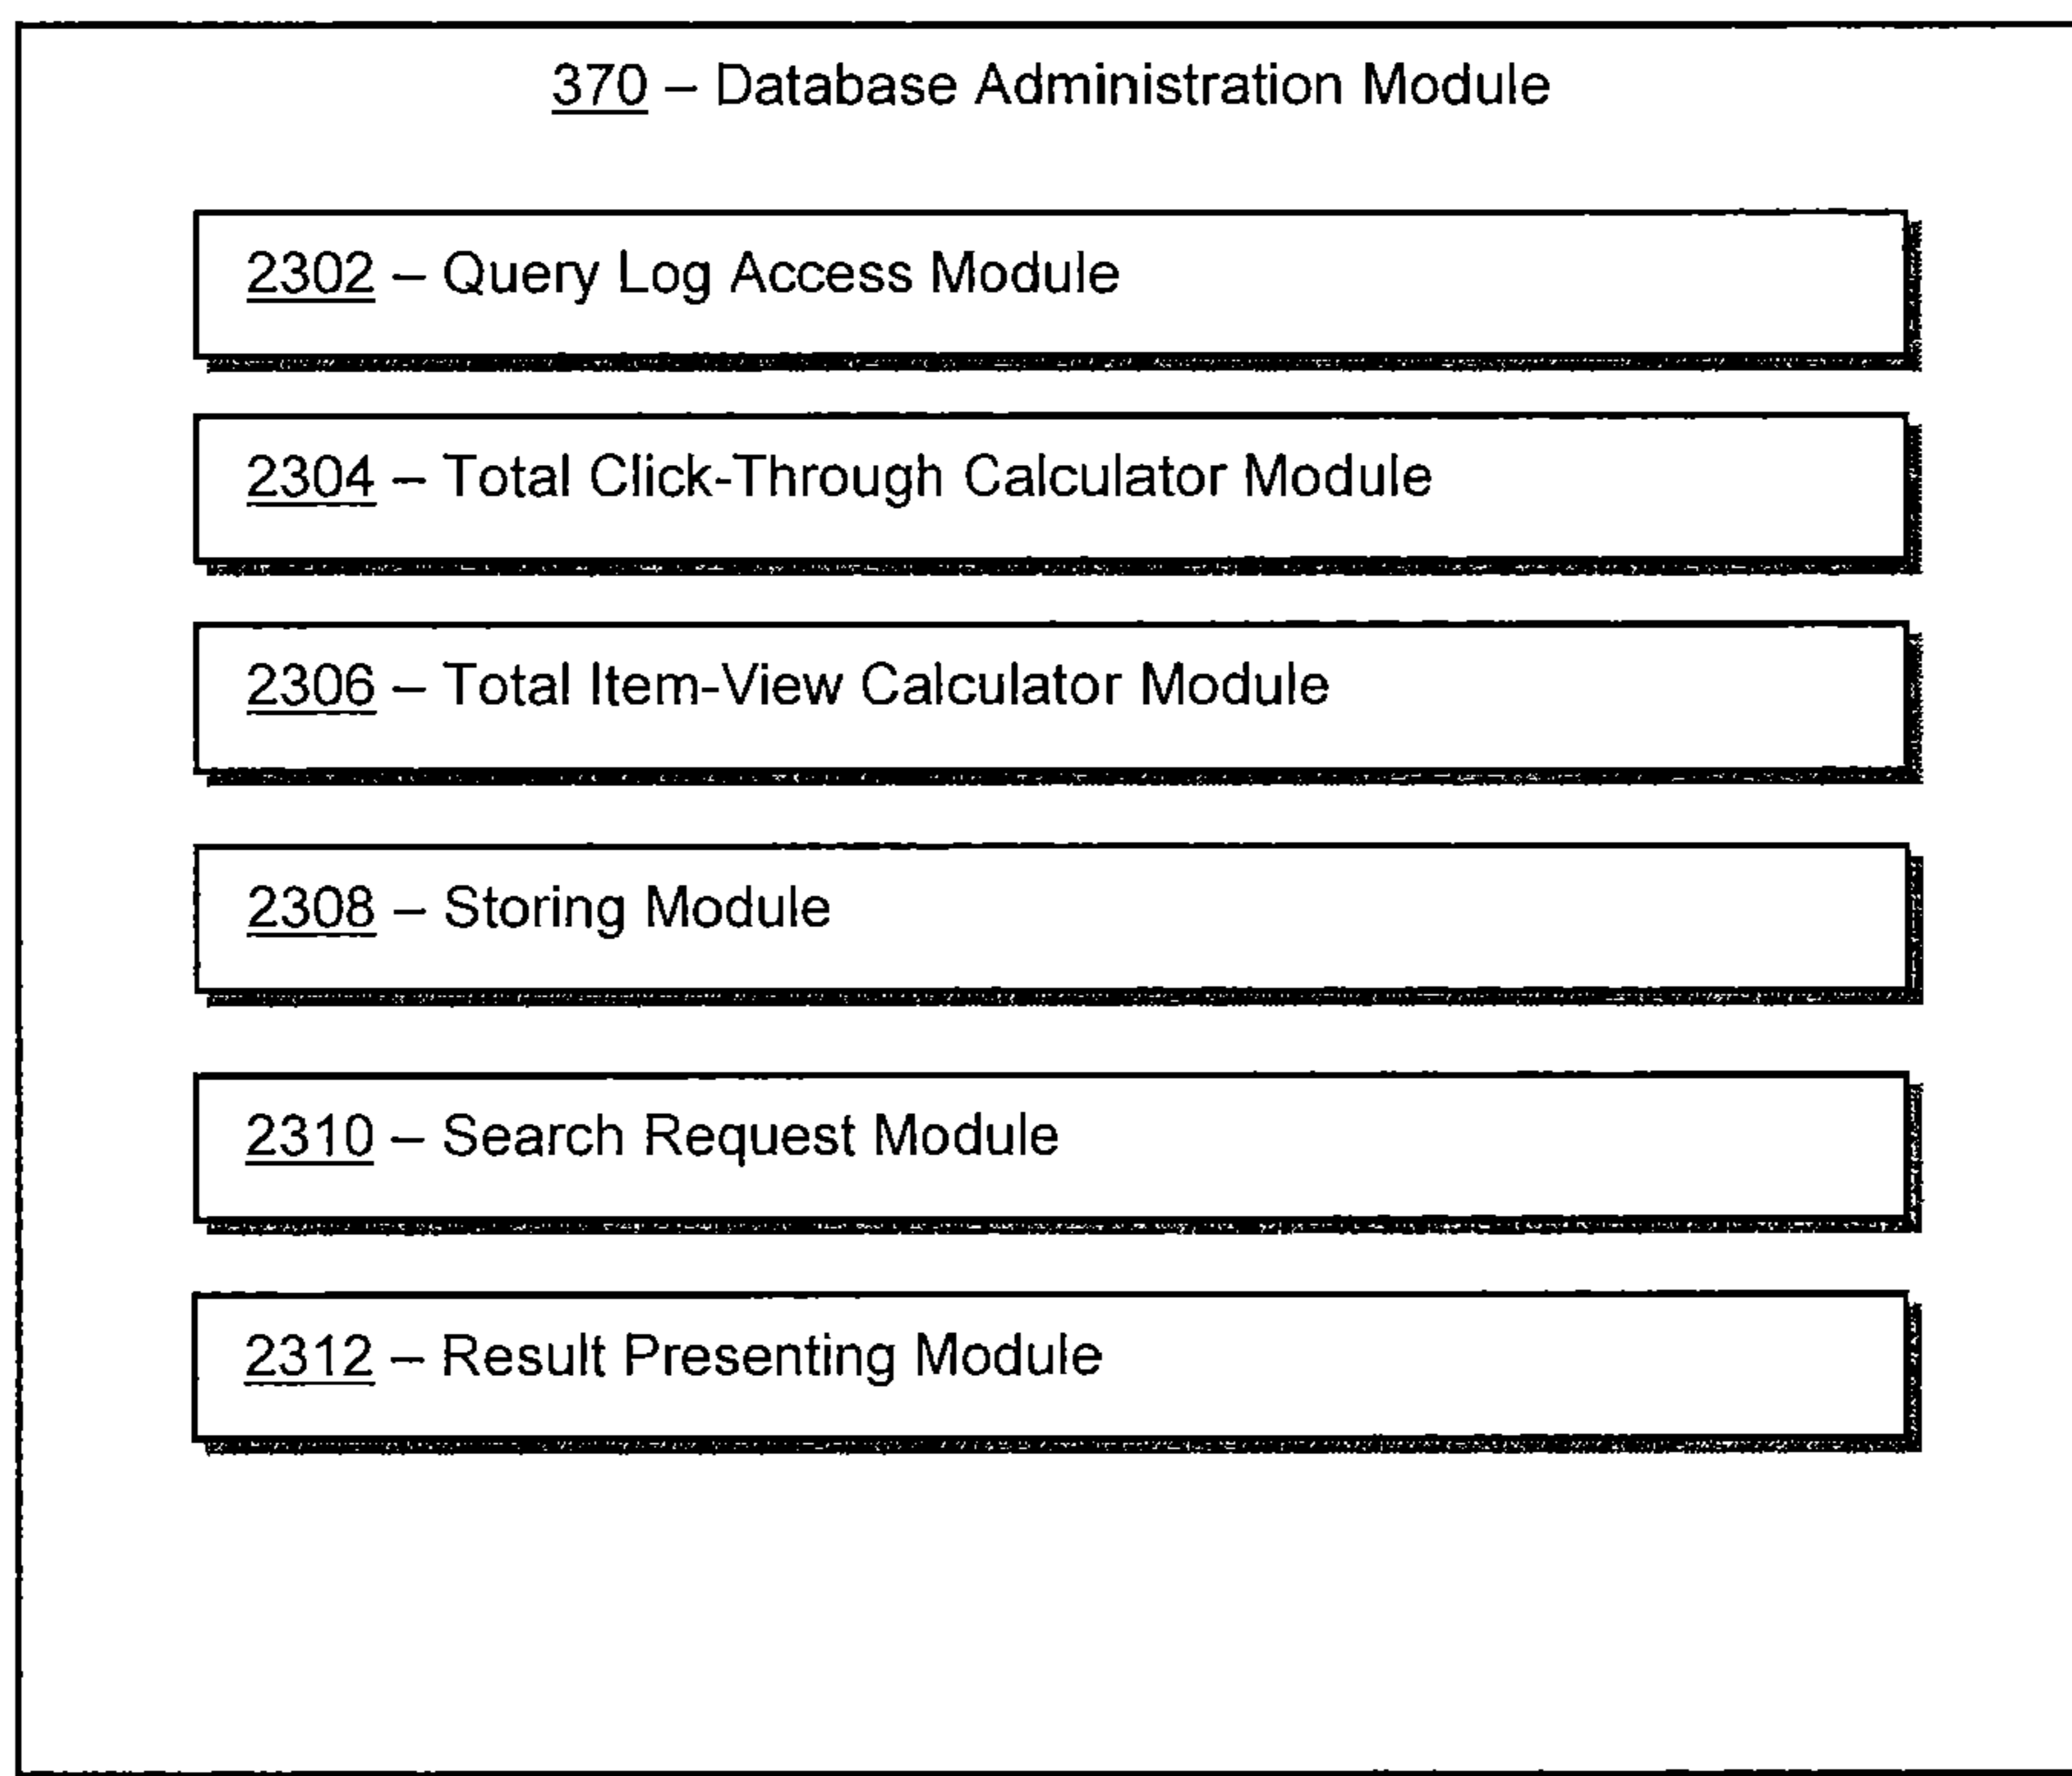 370 – Database Administration Module
2302 – Query Log Access Module
2304 – Total Click-Through Calculator Module
2306 – Total Item-View Calculator Module
2308 – Storing Module
2310 – Search Request Module
2312 – Result Presenting Module